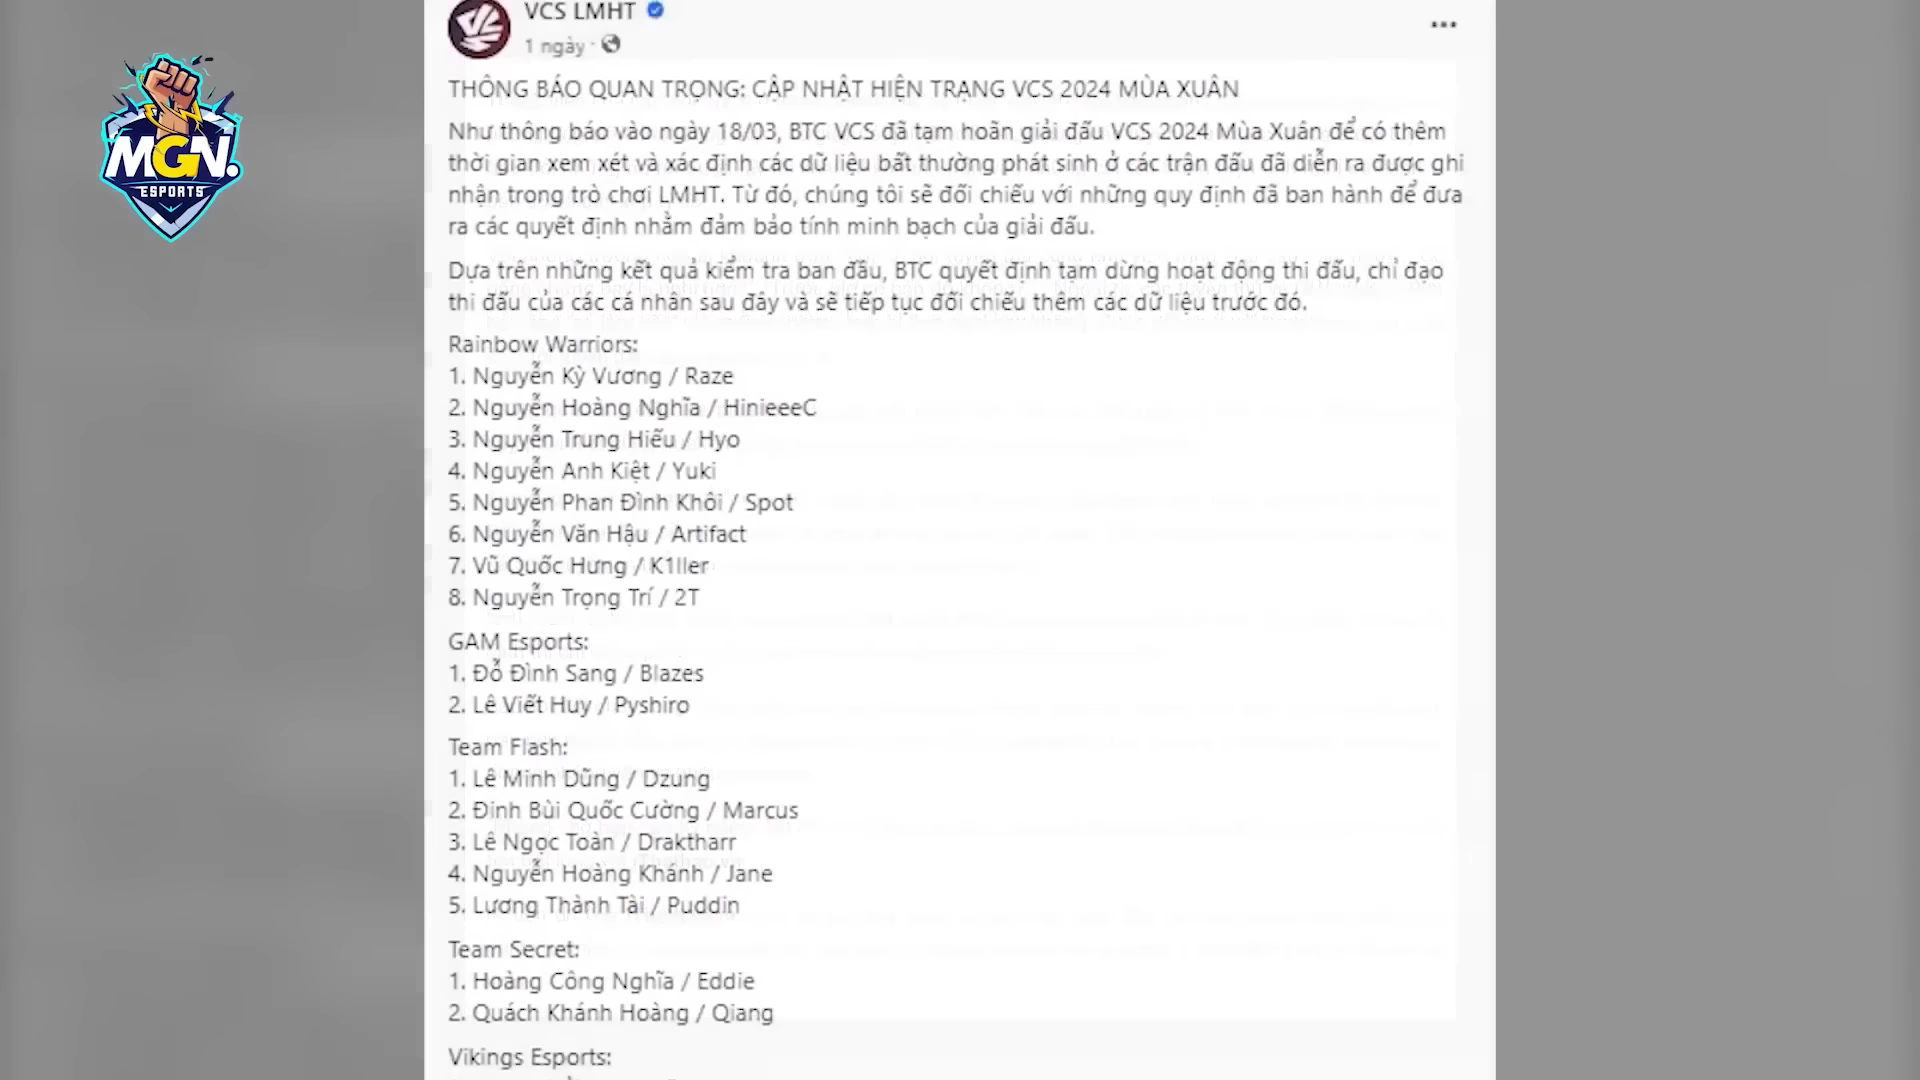 VCS LMHT
1 ngày ·
THÔNG BÁO QUAN TRỌNG: CẬP NHẬT HIỆN TRẠNG VCS 2024 MÙA XUÂN
Như thông báo vào ngày 18/03, BTC VCS đã tạm hoãn giải đấu VCS 2024 Mùa Xuân để có thêm
thời gian xem xét và xác định các dữ liệu bất thường phát sinh ở các trận đấu đã diễn ra được ghi
nhận trong trò chơi LMHT. Từ đó, chúng tôi sẽ đối chiếu với những quy định đã ban hành để đưa
ra các quyết định nhằm đảm bảo tính minh bạch của giải đấu.
Dựa trên những kết quả kiểm tra ban đầu, BTC quyết định tạm dừng hoạt động thi đấu, chỉ đạo
thi đấu của các cá nhân sau đây và sẽ tiếp tục đối chiếu thêm các dữ liệu trước đó.
Rainbow Warriors:
1. Nguyễn Kỳ Vương / Raze
2. Nguyễn Hoàng Nghĩa / HinieeeC
3. Nguyễn Trung Hiếu / Hyo
4. Nguyễn Anh Kiệt / Yuki
5. Nguyễn Phan Đình Khôi / Spot
6. Nguyễn Văn Hậu / Artifact
7. Vũ Quốc Hưng / K1ller
8. Nguyễn Trọng Trí / 2T
GAM Esports:
1. Đỗ Đình Sang / Blazes
2. Lê Viết Huy / Pyshiro
Team Flash:
1. Lê Minh Dũng / Dzung
2. Đinh Bùi Quốc Cường / Marcus
3. Lê Ngọc Toàn / Draktharr
4. Nguyễn Hoàng Khánh / Jane
5. Lương Thành Tài / Puddin
Team Secret:
1. Hoàng Công Nghĩa / Eddie
2. Quách Khánh Hoàng / Qiang
Vikings Esports:
MGN.
ESPORTS